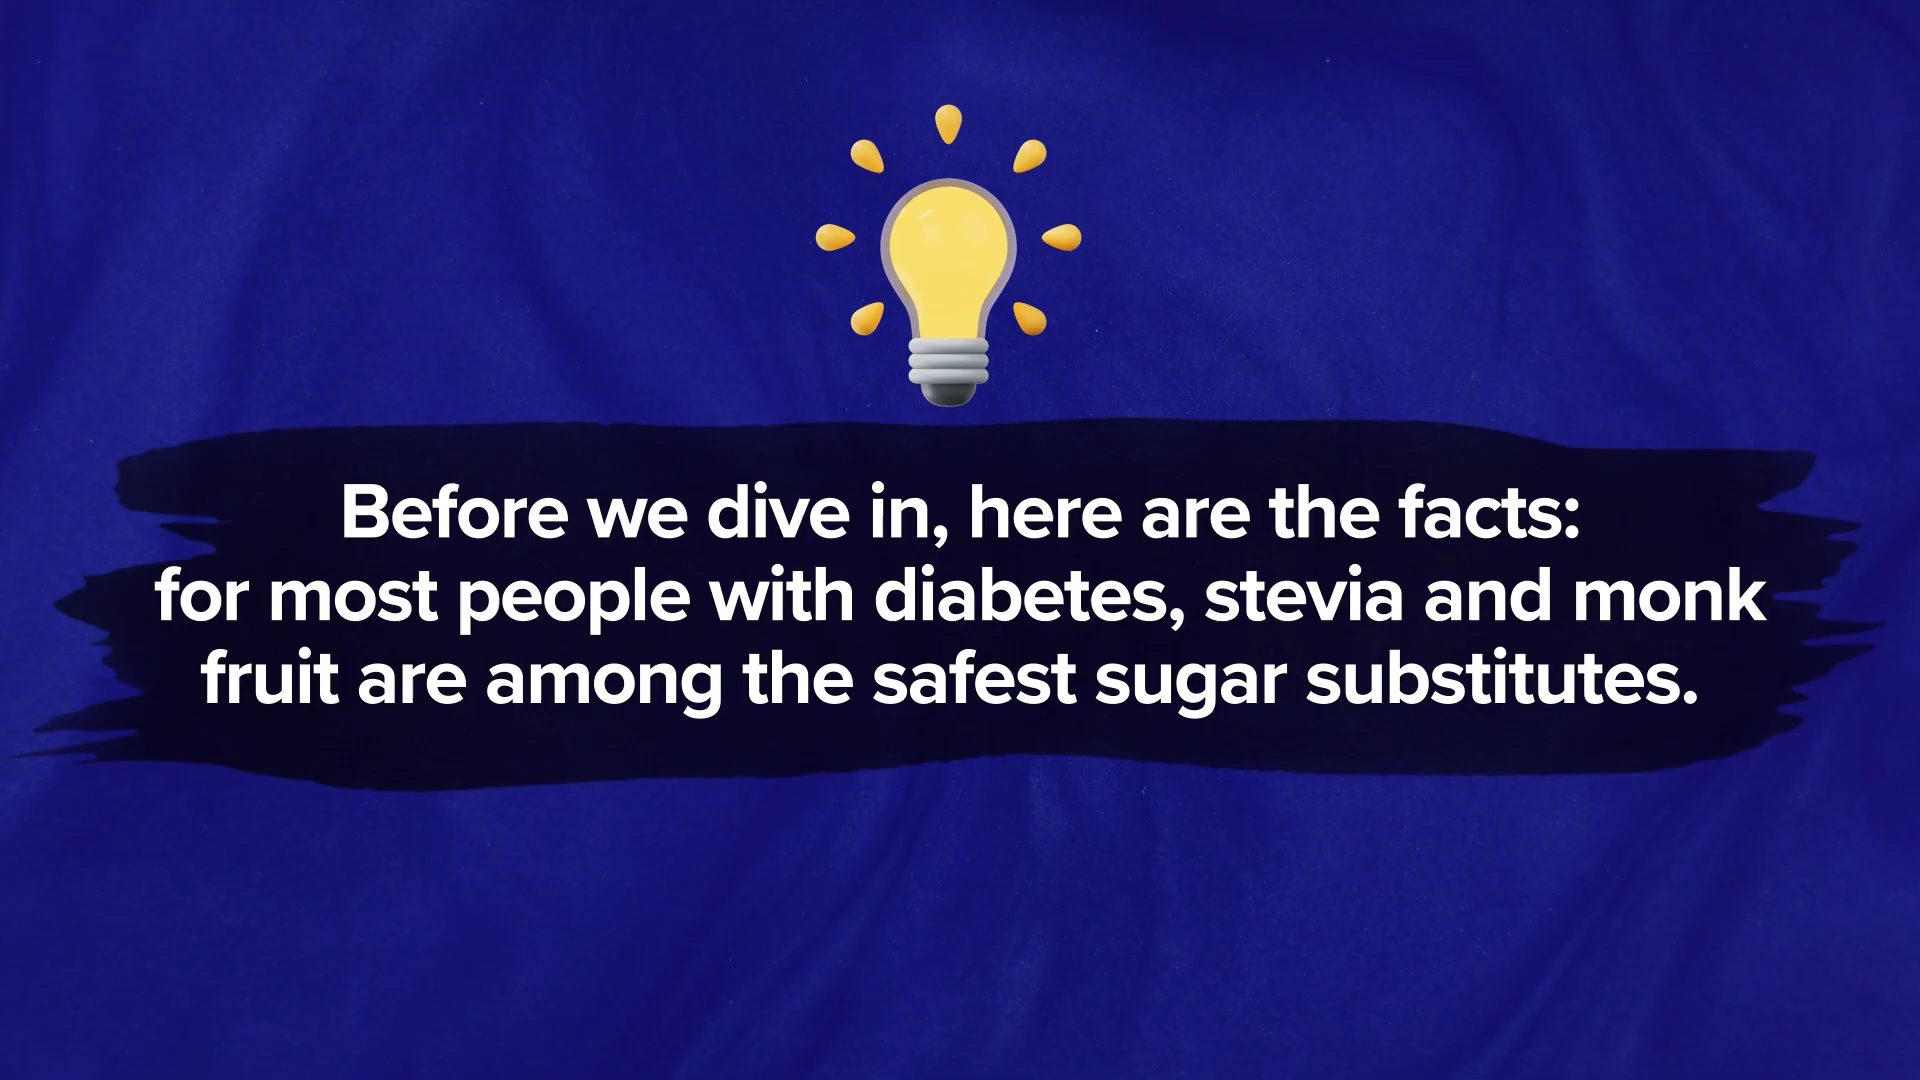 Before we dive in, here are the facts:
for most people with diabetes, stevia and monk
fruit are among the safest sugar substitutes.